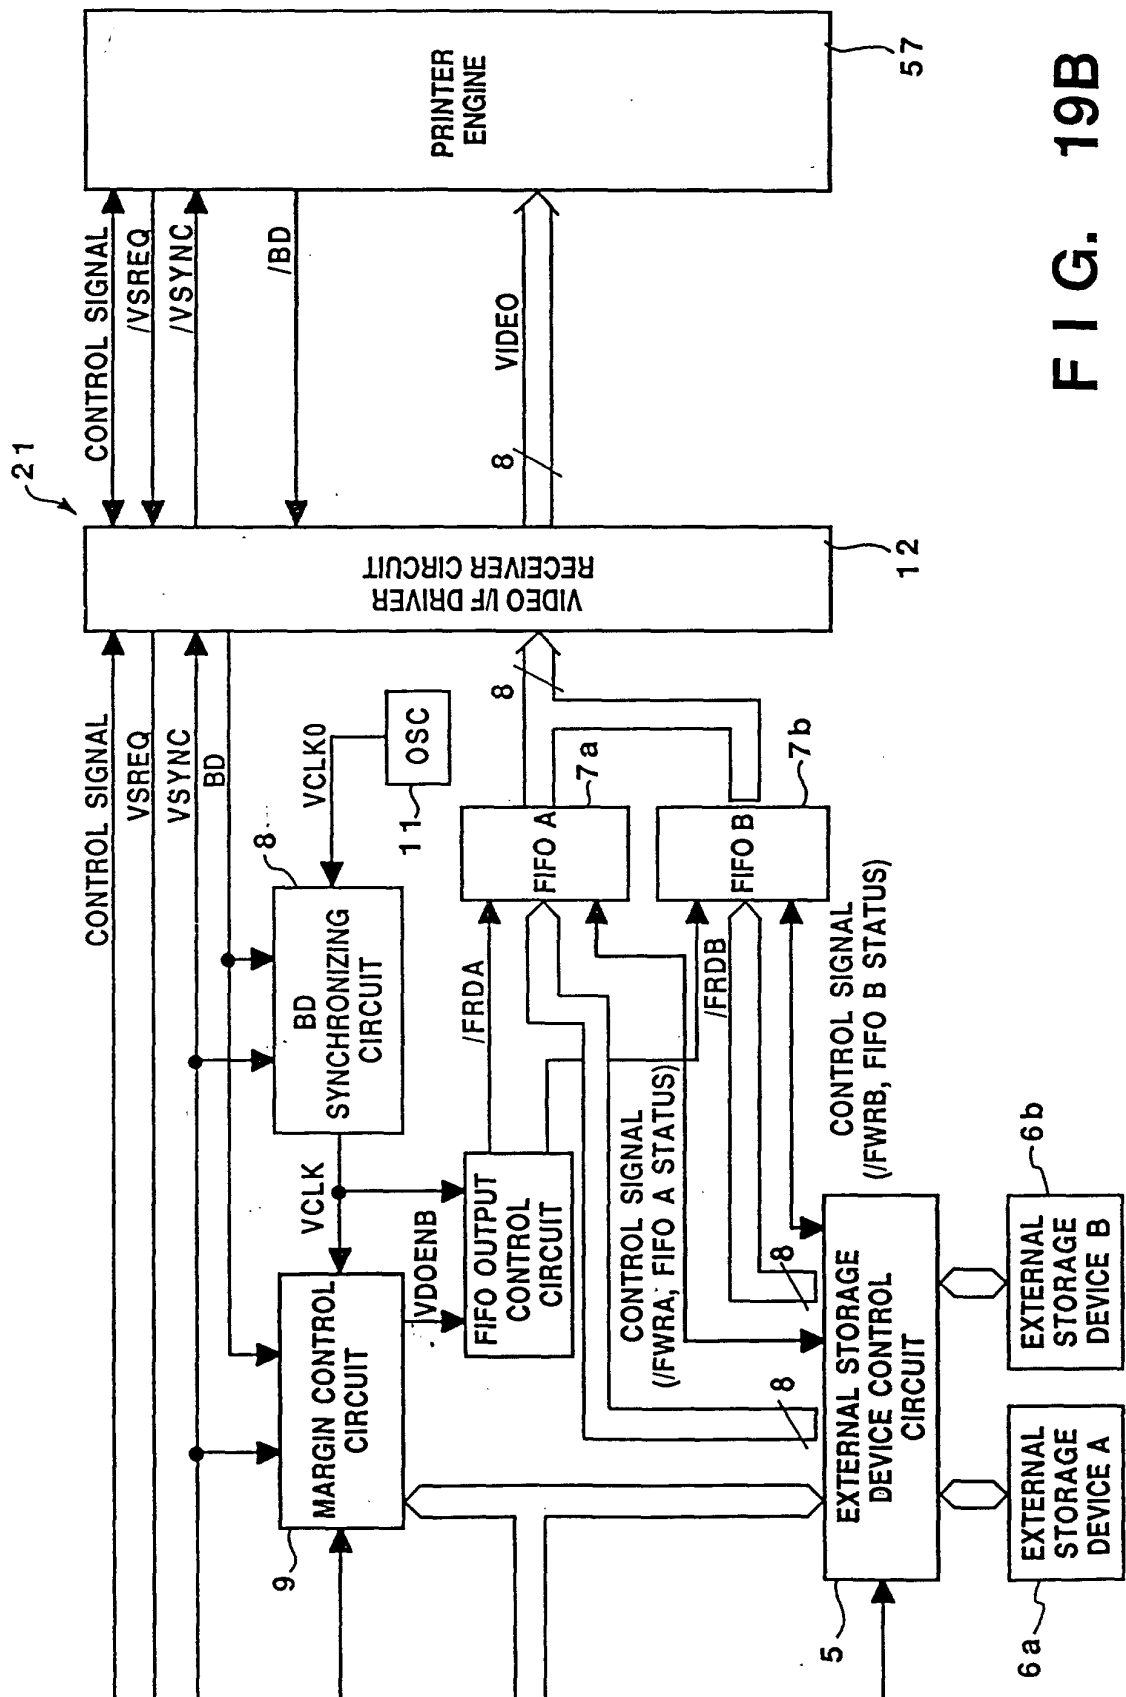 21
CONTROL SIGNAL
/VSREQ
/VSYNC
/BD
VIDEO
8
PRINTER
ENGINE
57
VIDEO I/F DRIVER
RECEIVER CIRCUIT
12
CONTROL SIGNAL
VSREQ
VSYNC
BD
VCLK0
OSC
11
8
BD
SYNCHRONIZING
CIRCUIT
VCLK
9
MARGIN CONTROL
CIRCUIT
VDOENB
FIFO OUTPUT
CONTROL
CIRCUIT
/FRDA
FIFO A
7a
8
/FRDB
FIFO B
7b
CONTROL SIGNAL
(/FWRA, FIFO A STATUS)
CONTROL SIGNAL
(/FWRB, FIFO B STATUS)
8
8
5
EXTERNAL STORAGE
DEVICE CONTROL
CIRCUIT
6a
EXTERNAL
STORAGE
DEVICE A
6b
EXTERNAL
STORAGE
DEVICE B
FIG. 19B